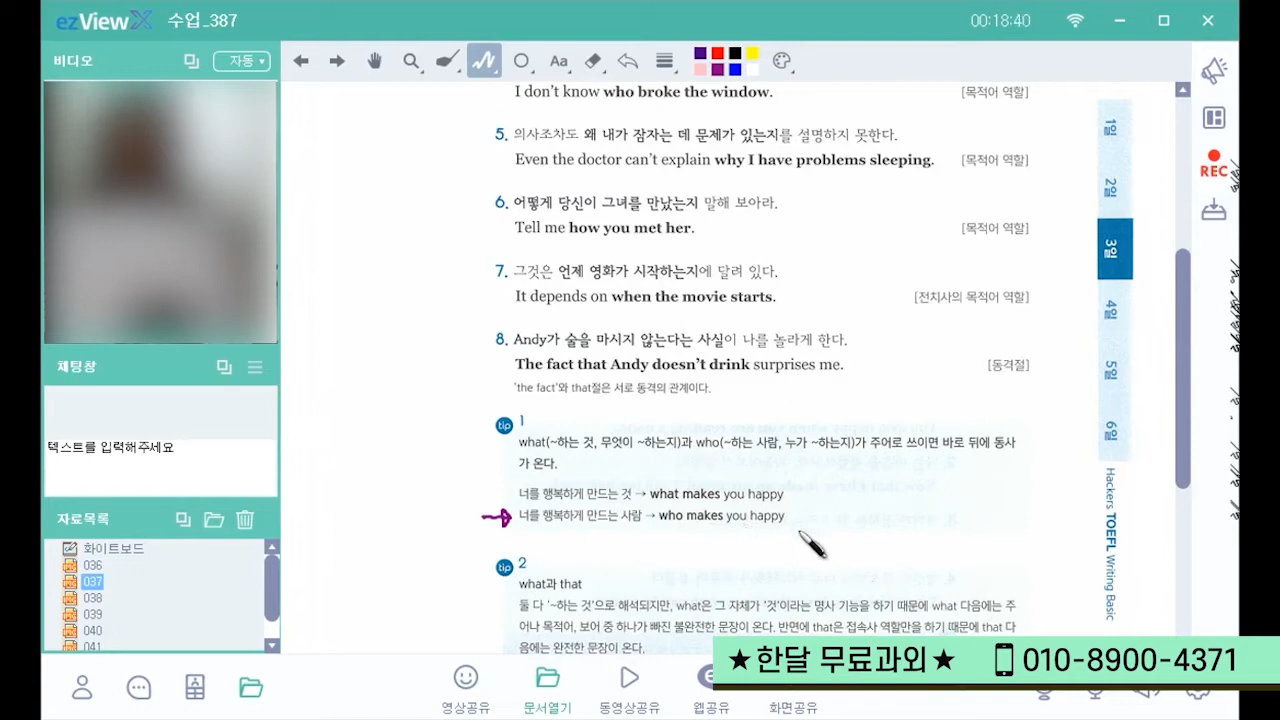 ezViewX 수업_387 00:18:40
비디오 자동
채팅창
텍스트를 입력해주세요
자료목록
화이트보드
036
037
038
039
040
041
Aa
I don't know who broke the window. [목적어 역할]
5. 의사조차도 왜 내가 잠자는 데 문제가 있는지를 설명하지 못한다.
Even the doctor can't explain why I have problems sleeping. [목적어 역할]
6. 어떻게 당신이 그녀를 만났는지 말해 보아라.
Tell me how you met her. [목적어 역할]
7. 그것은 언제 영화가 시작하는지에 달려 있다.
It depends on when the movie starts. [전치사의 목적어 역할]
8. Andy가 술을 마시지 않는다는 사실이 나를 놀라게 한다.
The fact that Andy doesn't drink surprises me. [동격절]
'the fact'와 that절은 서로 동격의 관계이다.
tip 1
what(~하는 것, 무엇이 ~하는지)과 who(~하는 사람, 누가 ~하는지)가 주어로 쓰이면 바로 뒤에 동사
가 온다.
너를 행복하게 만드는 것 → what makes you happy
너를 행복하게 만드는 사람 → who makes you happy
tip 2
what과 that
둘 다 '~하는 것'으로 해석되지만, what은 그 자체가 '것'이라는 명사 기능을 하기 때문에 what 다음에는 주
어나 목적어, 보어 중 하나가 빠진 불완전한 문장이 온다. 반면에 that은 접속사 역할만을 하기 때문에 that 다
음에는 완전한 문장이 온다.
1일
2일
3일
4일
5일
6일
Hackers TOEFL Writing Basic
REC
★한달 무료과외★ 010-8900-4371
영상공유 문서열기 동영상공유 웹공유 화면공유